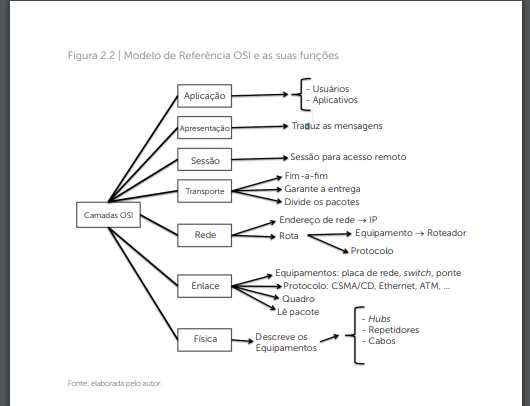 Figura 2.2 | Modelo de Referência OSI e as suas funções
Aplicação
- Usuários
- Aplicativos
Apresentação
Traduz as mensagens
Sessão
Sessão para acesso remoto
Transporte
Fim-a-fim
Garante a entrega
Divide os pacotes
Camadas OSI
Rede
Endereço de rede → IP
Rota
Equipamento → Roteador
Protocolo
Enlace
Equipamentos: placa de rede, switch, ponte
Protocolo: CSMA/CD, Ethernet, ATM, ...
Quadro
Lê pacote
Física
Descreve os
Equipamentos
- Hubs
- Repetidores
- Cabos
Fonte: elaborada pelo autor.